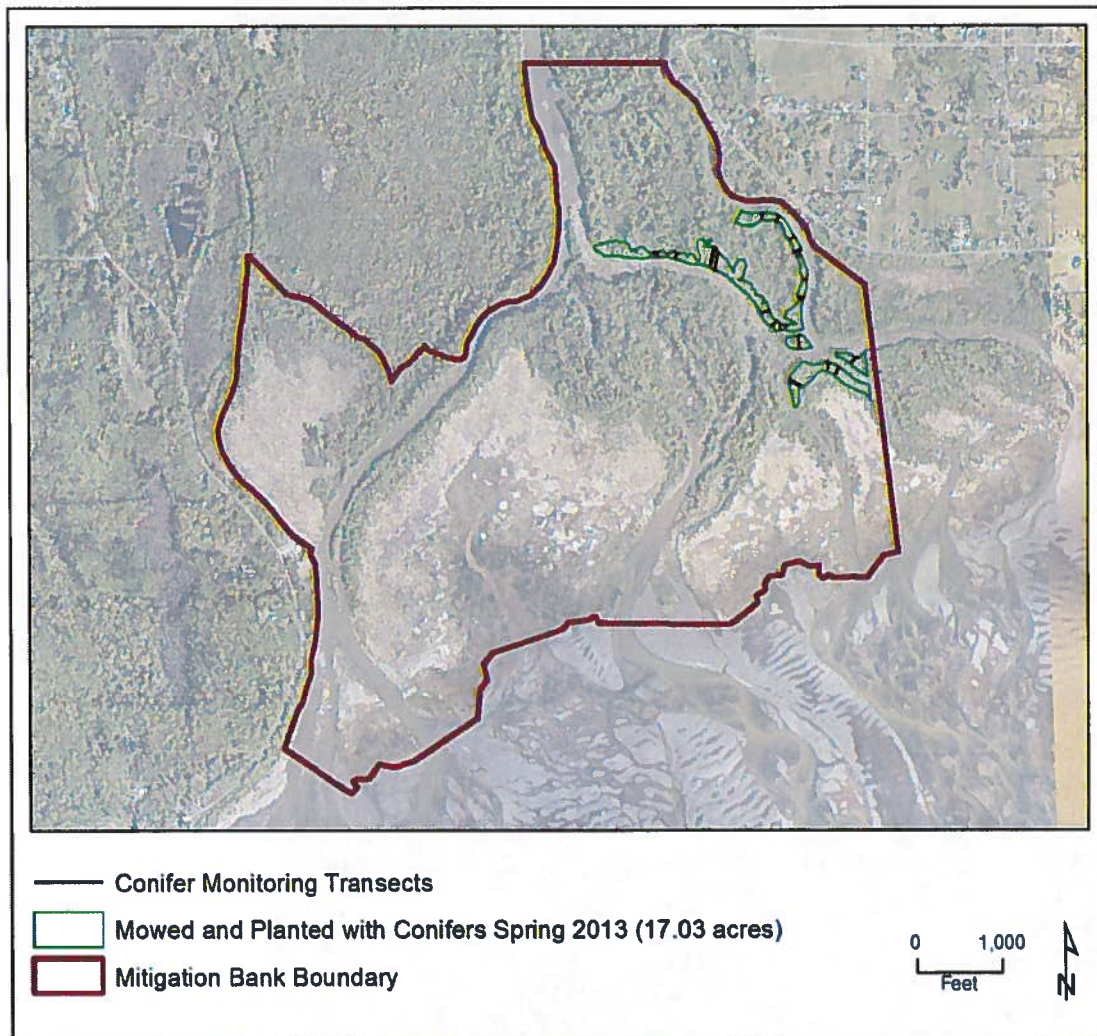 Conifer Monitoring Transects
Mowed and Planted with Conifers Spring 2013 (17.03 acres)
Mitigation Bank Boundary
0 1,000
Feet
N